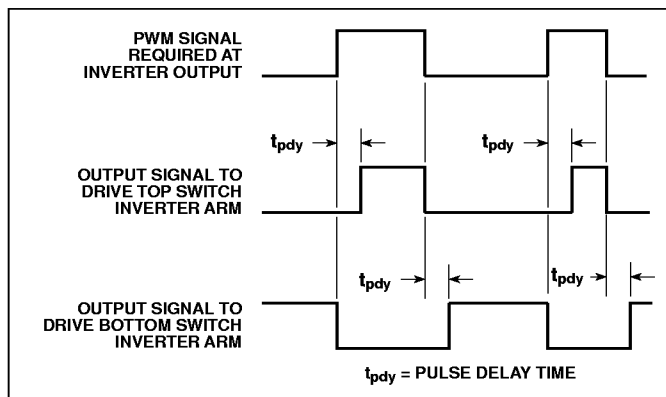 PWM SIGNAL
REQUIRED AT
INVERTER OUTPUT
tpdy
tpdy
OUTPUT SIGNAL TO
DRIVE TOP SWITCH
INVERTER ARM
tpdy
tpdy
OUTPUT SIGNAL TO
DRIVE BOTTOM SWITCH
INVERTER ARM
tpdy = PULSE DELAY TIME